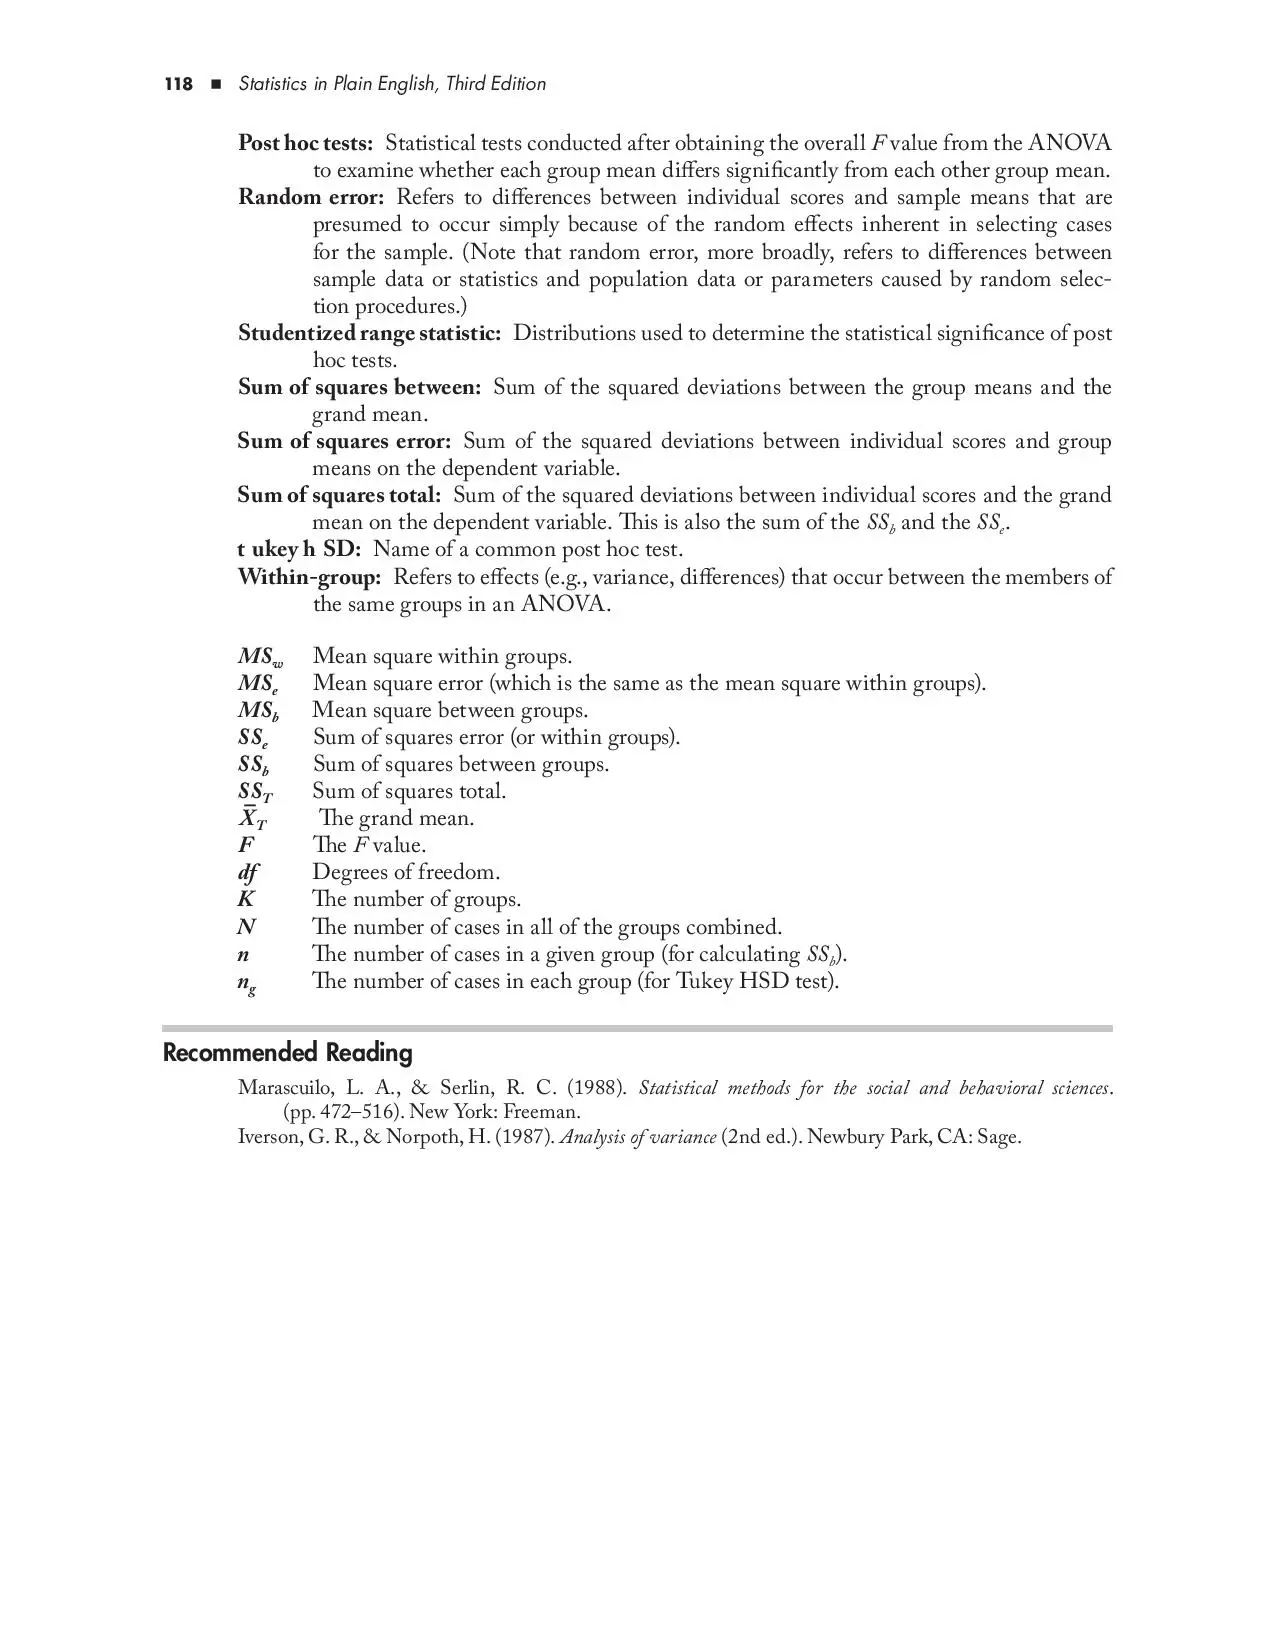 118 ■ Statistics in Plain English, Third Edition
Post hoc tests: Statistical tests conducted after obtaining the overall F value from the ANOVA
to examine whether each group mean differs significantly from each other group mean.
Random error: Refers to differences between individual scores and sample means that are
presumed to occur simply because of the random effects inherent in selecting cases
for the sample. (Note that random error, more broadly, refers to differences between
sample data or statistics and population data or parameters caused by random selec-
tion procedures.)
Studentized range statistic: Distributions used to determine the statistical significance of post
hoc tests.
Sum of squares between: Sum of the squared deviations between the group means and the
grand mean.
Sum of squares error: Sum of the squared deviations between individual scores and group
means on the dependent variable.
Sum of squares total: Sum of the squared deviations between individual scores and the grand
mean on the dependent variable. This is also the sum of the SSb and the SSe.
t ukey h SD: Name of a common post hoc test.
Within-group: Refers to effects (e.g., variance, differences) that occur between the members of
the same groups in an ANOVA.
MSw Mean square within groups.
MSe Mean square error (which is the same as the mean square within groups).
MSb Mean square between groups.
SSe Sum of squares error (or within groups).
SSb Sum of squares between groups.
SST Sum of squares total.
X̅T The grand mean.
F The F value.
df Degrees of freedom.
K The number of groups.
N The number of cases in all of the groups combined.
n The number of cases in a given group (for calculating SSb).
ng The number of cases in each group (for Tukey HSD test).
Recommended Reading
Marascuilo, L. A., & Serlin, R. C. (1988). Statistical methods for the social and behavioral sciences.
(pp. 472–516). New York: Freeman.
Iverson, G. R., & Norpoth, H. (1987). Analysis of variance (2nd ed.). Newbury Park, CA: Sage.